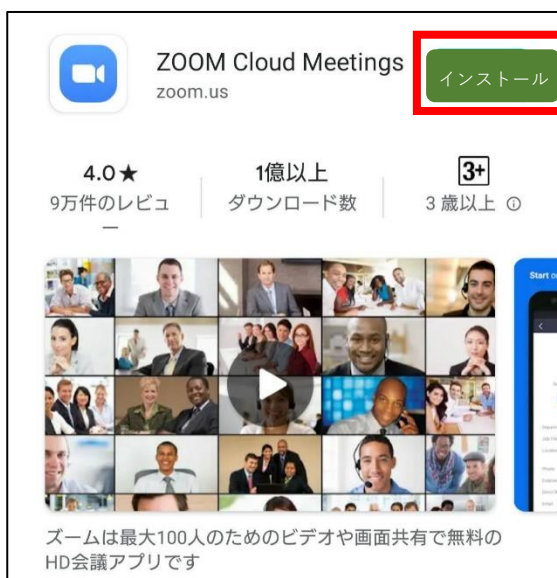 ZOOM Cloud Meetings
zoom.us
インストール
4.0★
9万件のレビュ
ー
1億以上
ダウンロード数
3+
3 歳以上
Start o
ズームは最大100人のためのビデオや画面共有で無料の
HD会議アプリです